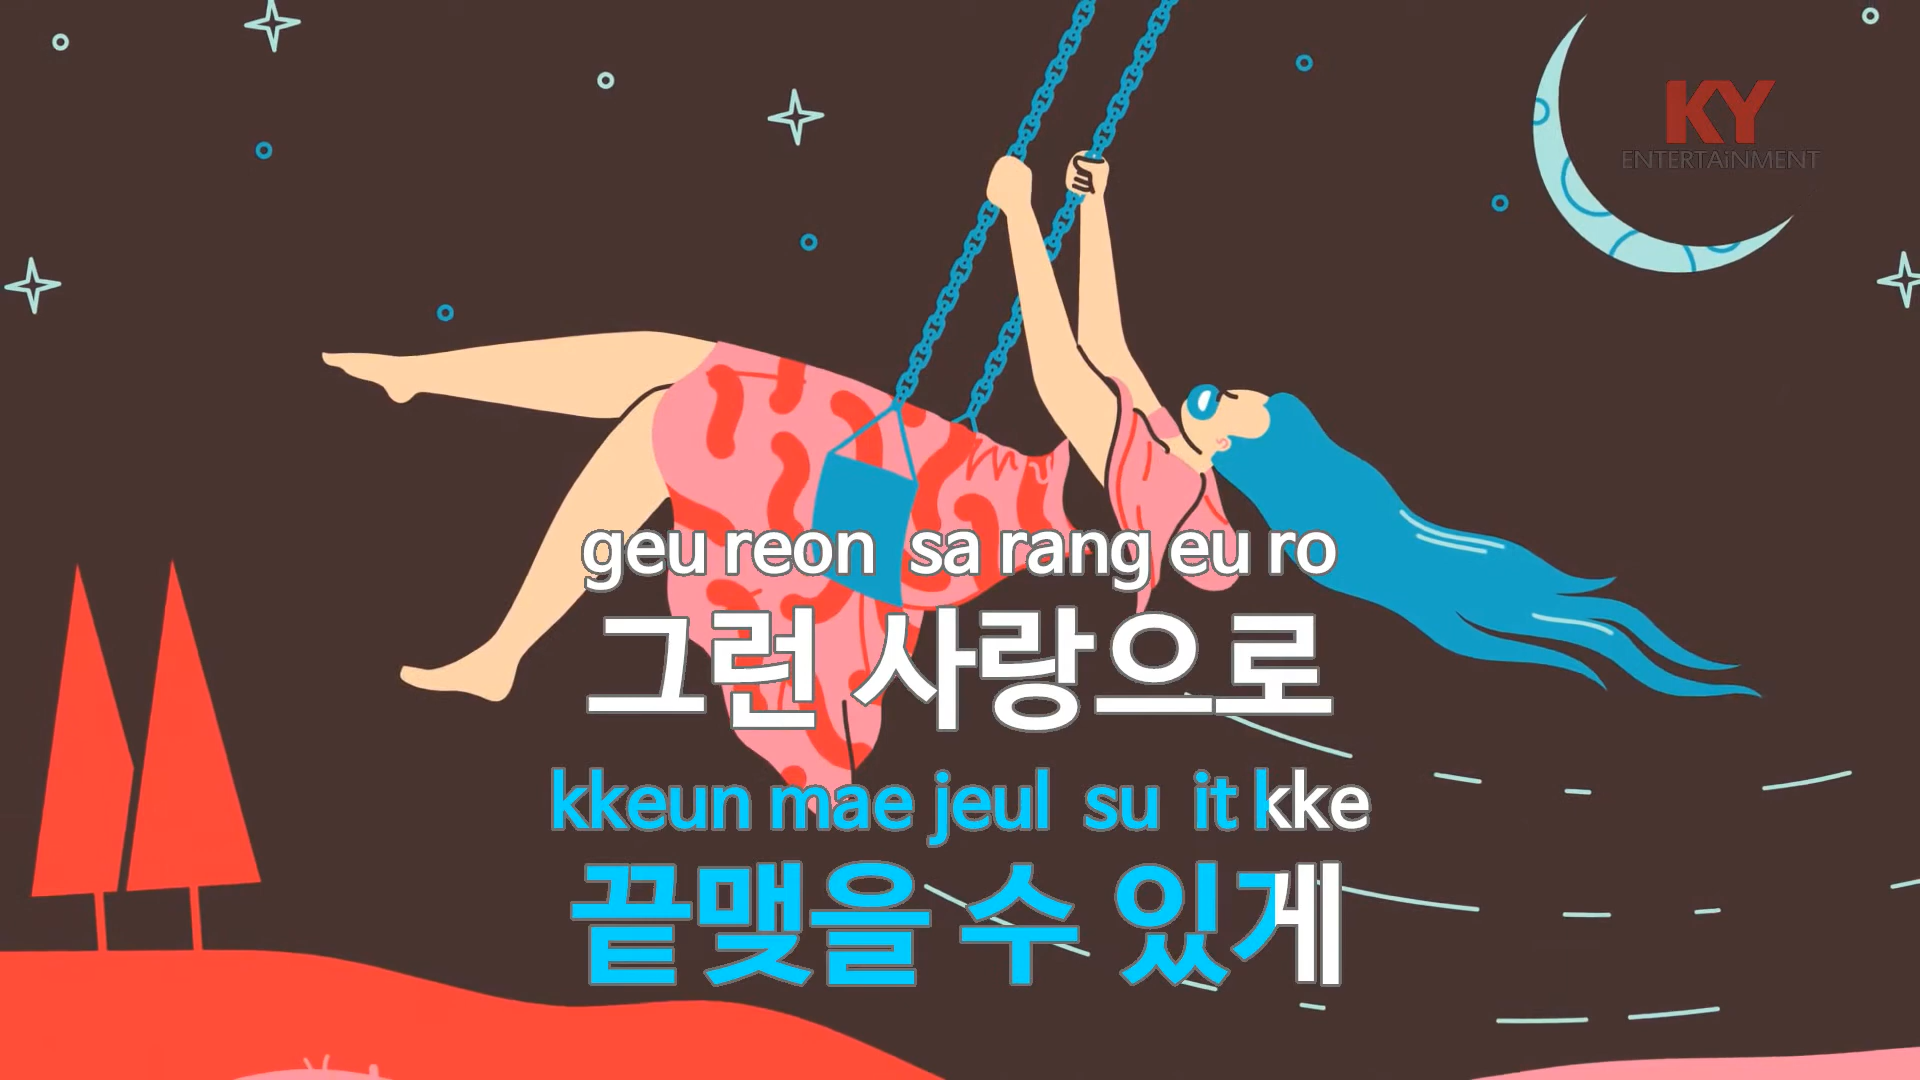 KY
ENTERTAiNMENT
geu reon sa rang eu ro
그런 사랑으로
kkeun mae jeul su it kke
끝맺을 수 있게